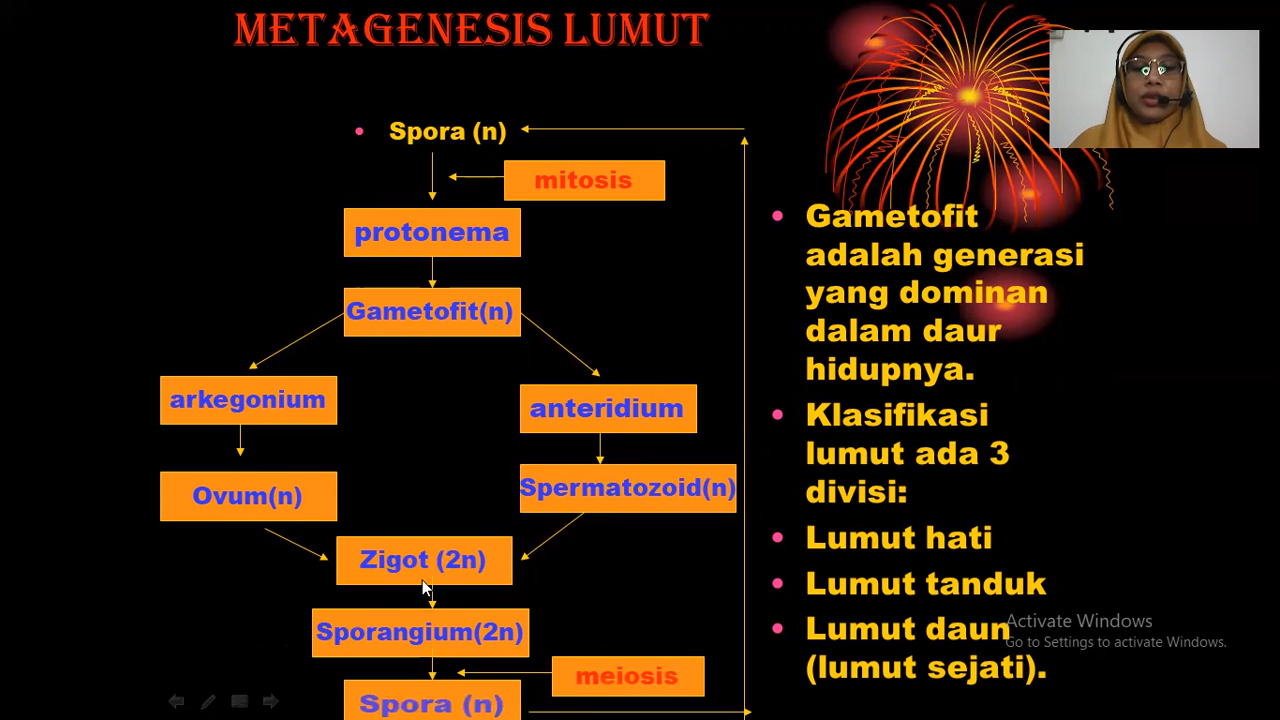 METAGENESIS LUMUT
Spora (n)
mitosis
protonema
Gametofit(n)
arkegonium
anteridium
Ovum(n)
Spermatozoid(n)
Zigot (2n)
Sporangium(2n)
meiosis
Spora (n)
Gametofit
adalah generasi
yang dominan
dalam daur
hidupnya.
Klasifikasi
lumut ada 3
divisi:
Lumut hati
Lumut tanduk
Lumut daun
(lumut sejati).
Activate Windows
Go to Settings to activate Windows.